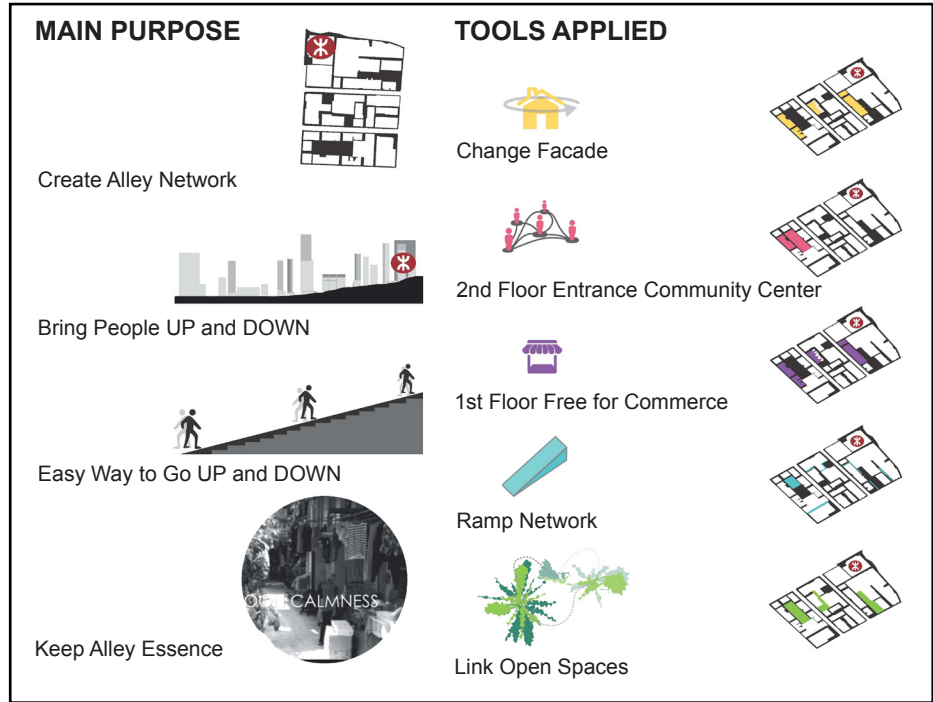 MAIN PURPOSE
Create Alley Network
Bring People UP and DOWN
Easy Way to Go UP and DOWN
CALMNESS
Keep Alley Essence
TOOLS APPLIED
Change Facade
2nd Floor Entrance Community Center
1st Floor Free for Commerce
Ramp Network
Link Open Spaces